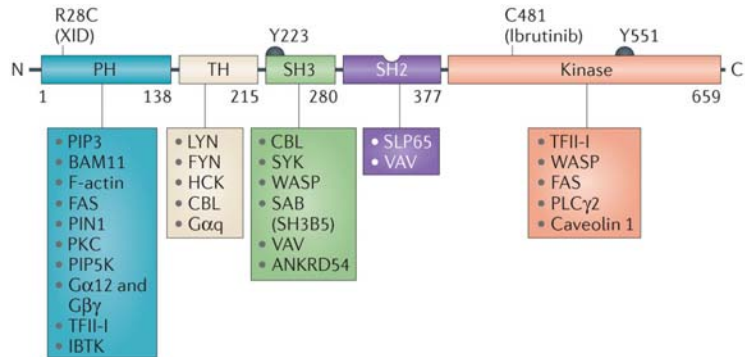 R28C
(XID)
Y223
C481
(Ibrutinib)
Y551
N
PH
TH
SH3
SH2
Kinase
C
1
138
215
280
377
659
PIP3
BAM11
F-actin
FAS
PIN1
PKC
PIP5K
Gα12 and
Gβγ
TFII-I
IBTK
LYN
FYN
HCK
CBL
Gαq
CBL
SYK
WASP
SAB
(SH3B5)
VAV
ANKRD54
SLP65
VAV
TFII-I
WASP
FAS
PLCγ2
Caveolin 1